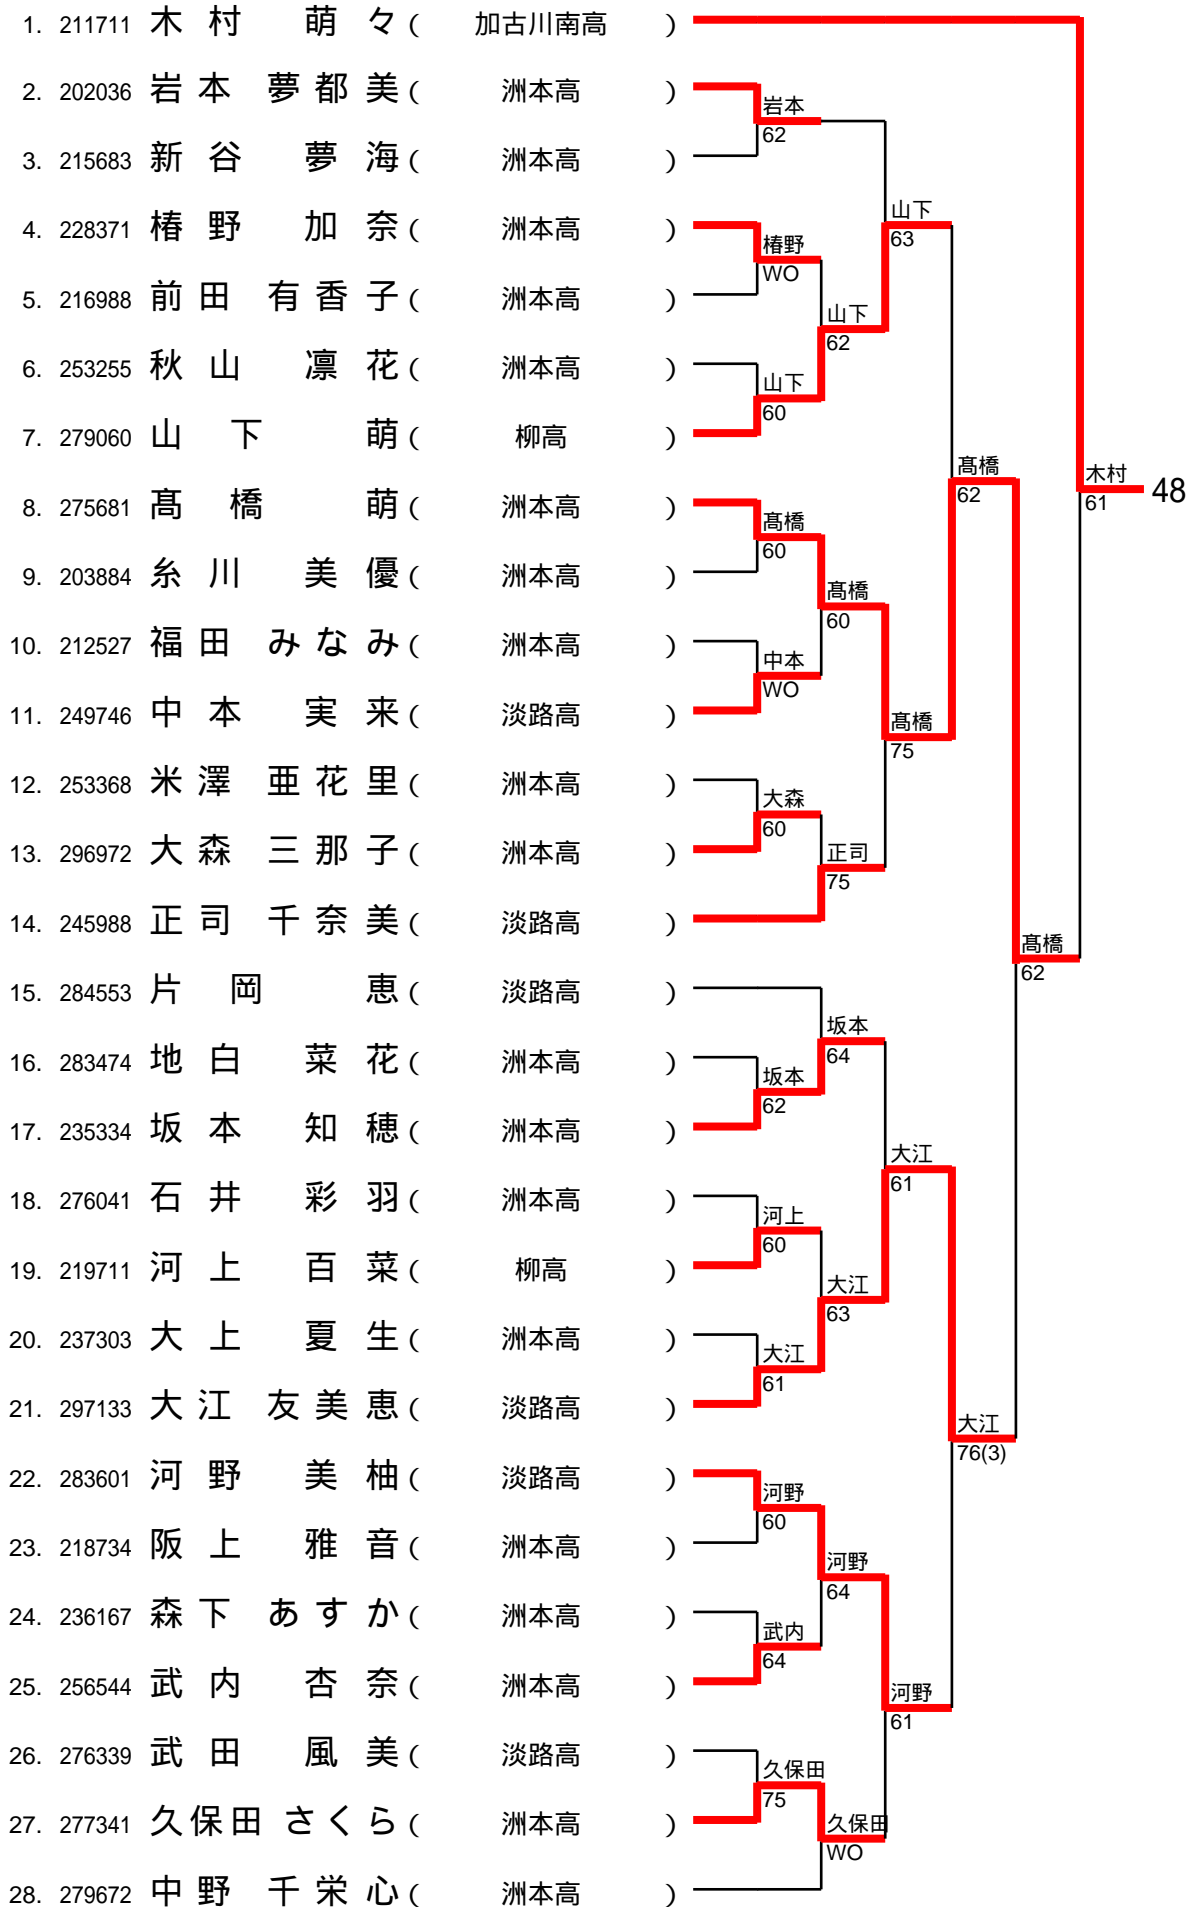 1. 211711 木村 萌々 ( 加古川南高 )
2. 202036 岩本 夢都美 ( 洲本高 )
岩本
62
3. 215683 新谷 夢海 ( 洲本高 )
山下
63
4. 228371 椿野 加奈 ( 洲本高 )
椿野
WO
5. 216988 前田 有香子 ( 洲本高 )
山下
62
6. 253255 秋山 凛花 ( 洲本高 )
山下
60
7. 279060 山下 萌 ( 柳高 )
髙橋
62
木村
61
48
8. 275681 髙橋 萌 ( 洲本高 )
髙橋
60
9. 203884 糸川 美優 ( 洲本高 )
髙橋
60
10. 212527 福田 みなみ ( 洲本高 )
中本
WO
11. 249746 中本 実来 ( 淡路高 )
髙橋
75
12. 253368 米澤 亜花里 ( 洲本高 )
大森
60
13. 296972 大森 三那子 ( 洲本高 )
正司
75
14. 245988 正司 千奈美 ( 淡路高 )
髙橋
62
15. 284553 片岡 恵 ( 淡路高 )
坂本
64
16. 283474 地白 菜花 ( 洲本高 )
坂本
62
17. 235334 坂本 知穂 ( 洲本高 )
大江
61
18. 276041 石井 彩羽 ( 洲本高 )
河上
60
19. 219711 河上 百菜 ( 柳高 )
大江
63
20. 237303 大上 夏生 ( 洲本高 )
大江
61
21. 297133 大江 友美恵 ( 淡路高 )
大江
76(3)
22. 283601 河野 美柚 ( 淡路高 )
河野
60
23. 218734 阪上 雅音 ( 洲本高 )
河野
64
24. 236167 森下 あすか ( 洲本高 )
武内
64
25. 256544 武内 杏奈 ( 洲本高 )
河野
61
26. 276339 武田 風美 ( 淡路高 )
久保田
75
27. 277341 久保田 さくら ( 洲本高 )
久保田
WO
28. 279672 中野 千栄心 ( 洲本高 )